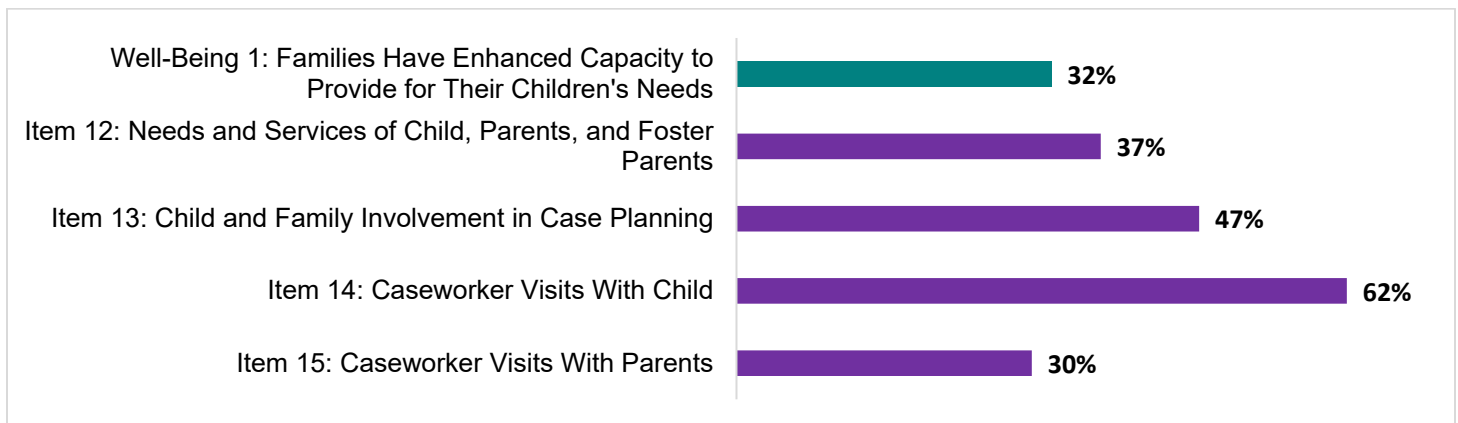 Well-Being 1: Families Have Enhanced Capacity to
Provide for Their Children's Needs
32%
Item 12: Needs and Services of Child, Parents, and Foster
Parents
37%
Item 13: Child and Family Involvement in Case Planning
47%
Item 14: Caseworker Visits With Child
62%
Item 15: Caseworker Visits With Parents
30%